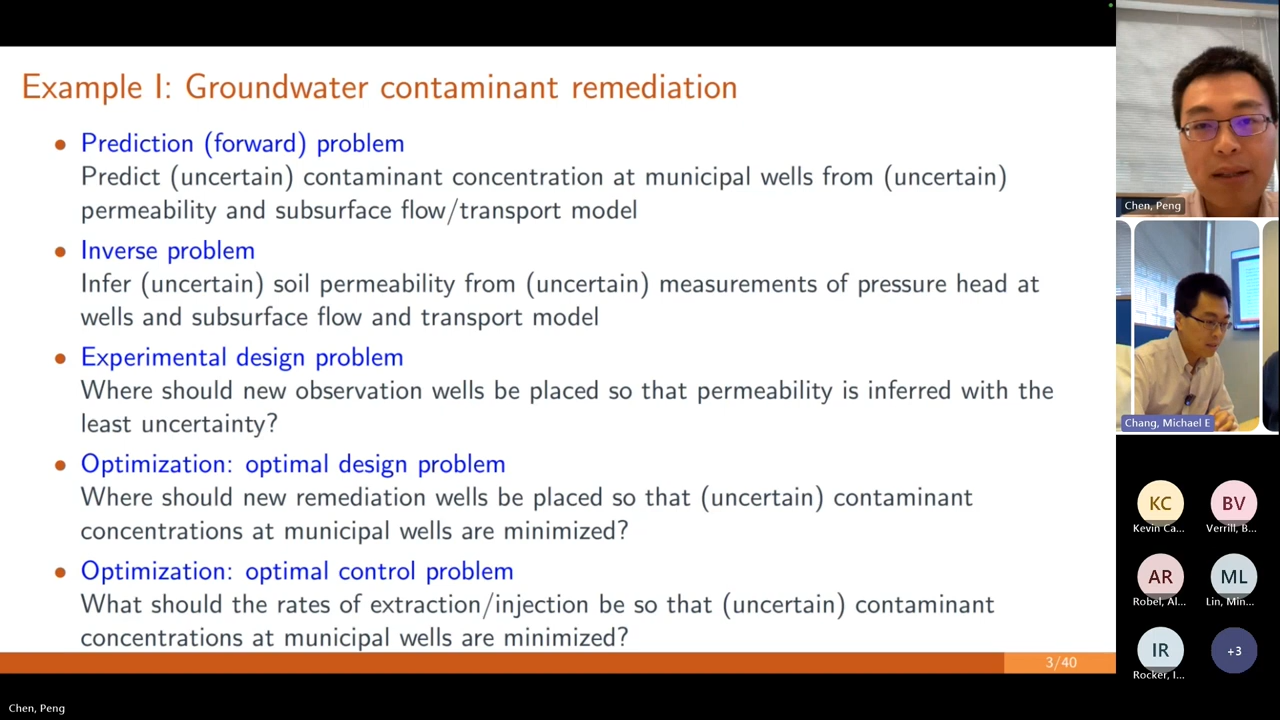 Example I: Groundwater contaminant remediation
• Prediction (forward) problem
Predict (uncertain) contaminant concentration at municipal wells from (uncertain)
permeability and subsurface flow/transport model
• Inverse problem
Infer (uncertain) soil permeability from (uncertain) measurements of pressure head at
wells and subsurface flow and transport model
• Experimental design problem
Where should new observation wells be placed so that permeability is inferred with the
least uncertainty?
• Optimization: optimal design problem
Where should new remediation wells be placed so that (uncertain) contaminant
concentrations at municipal wells are minimized?
• Optimization: optimal control problem
What should the rates of extraction/injection be so that (uncertain) contaminant
concentrations at municipal wells are minimized?
3/40
Chen, Peng
Chang, Michael E
KC
Kevin Ca...
BV
Verrill, B...
AR
Robel, Al...
ML
Lin, Min...
IR
Rocker, I...
+3
Chen, Peng